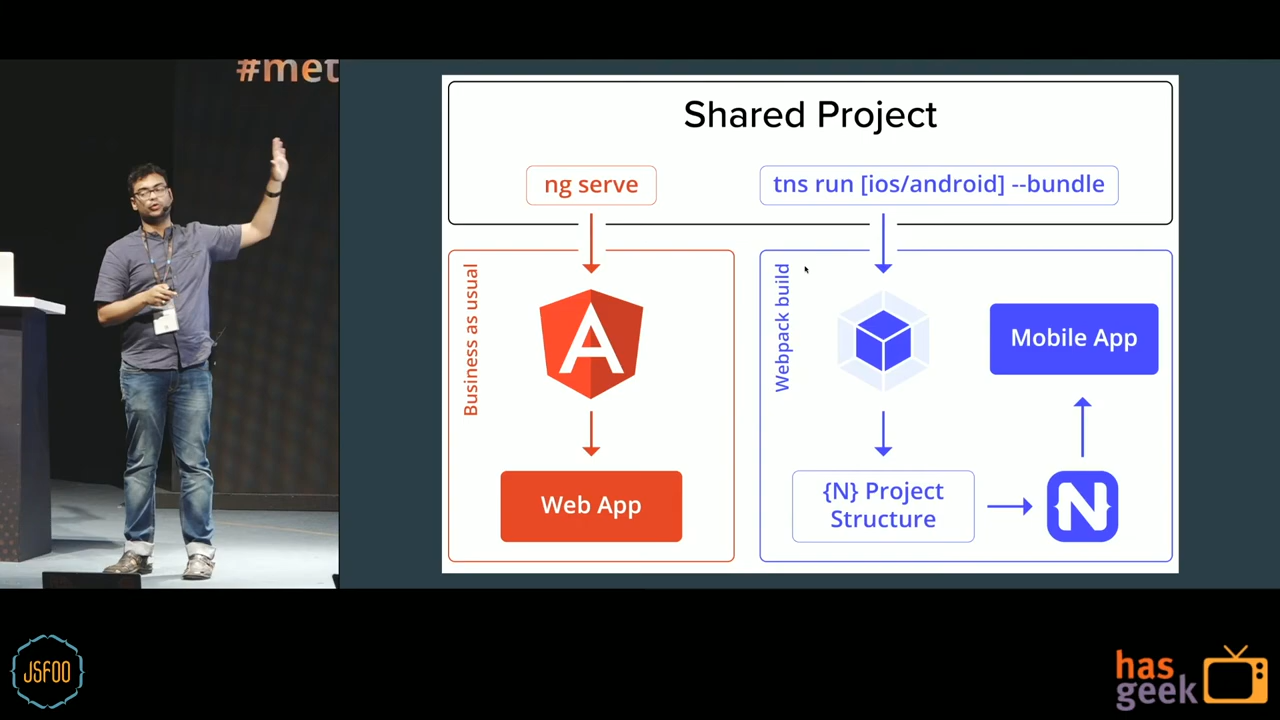 #met
Shared Project
ng serve
tns run [ios/android] --bundle
Business as usual
Webpack build
Mobile App
Web App
{N} Project
Structure
N
JSFOO
has
geek